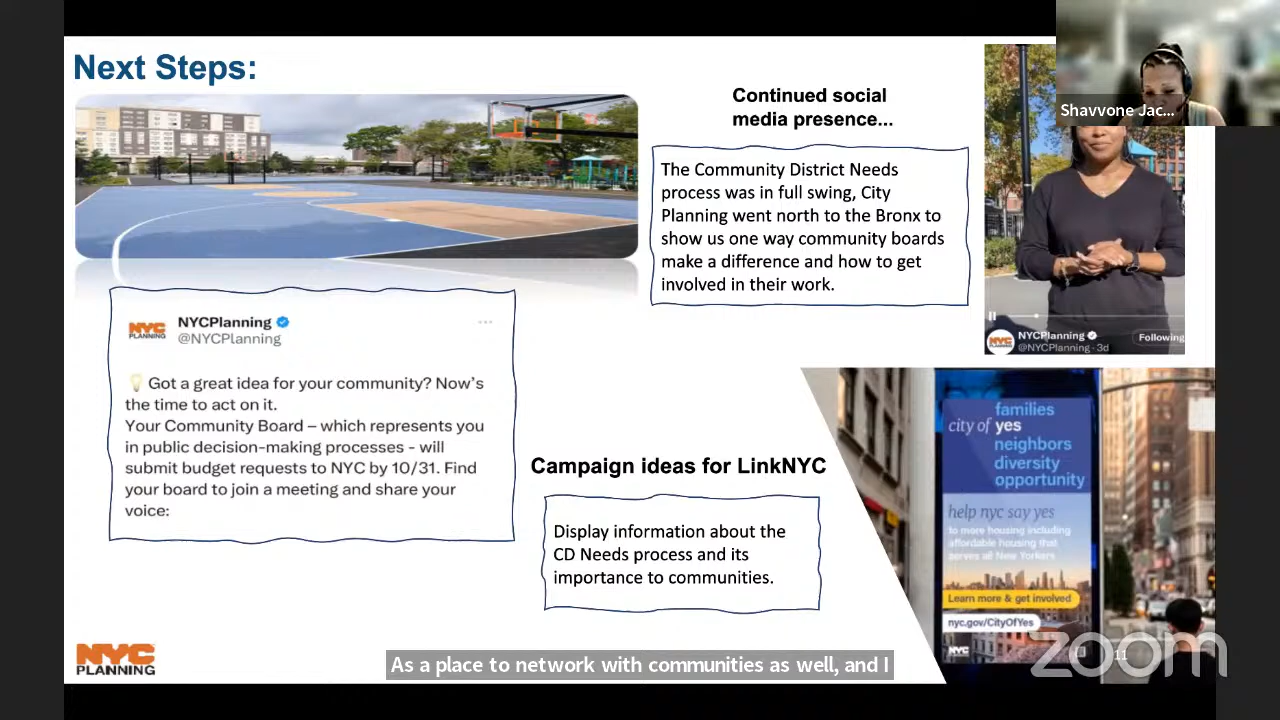 Next Steps:
Continued social
media presence...
The Community District Needs
process was in full swing, City
Planning went north to the Bronx to
show us one way community boards
make a difference and how to get
involved in their work.
Shavvone Jac...
NYCPlanning
@NYCPlanning · 3d
Following
NYC
PLANNING
NYCPlanning
@NYCPlanning
Got a great idea for your community? Now's
the time to act on it.
Your Community Board – which represents you
in public decision-making processes - will
submit budget requests to NYC by 10/31. Find
your board to join a meeting and share your
voice:
Campaign ideas for LinkNYC
Display information about the
CD Needs process and its
importance to communities.
families
city of yes
neighbors
diversity
opportunity
help nyc say yes
to more housing including
affordable housing that
serves all New Yorkers
Learn more & get involved
nyc.gov/CityOfYes
NYC
NYC
PLANNING
As a place to network with communities as well, and I
zoom
11